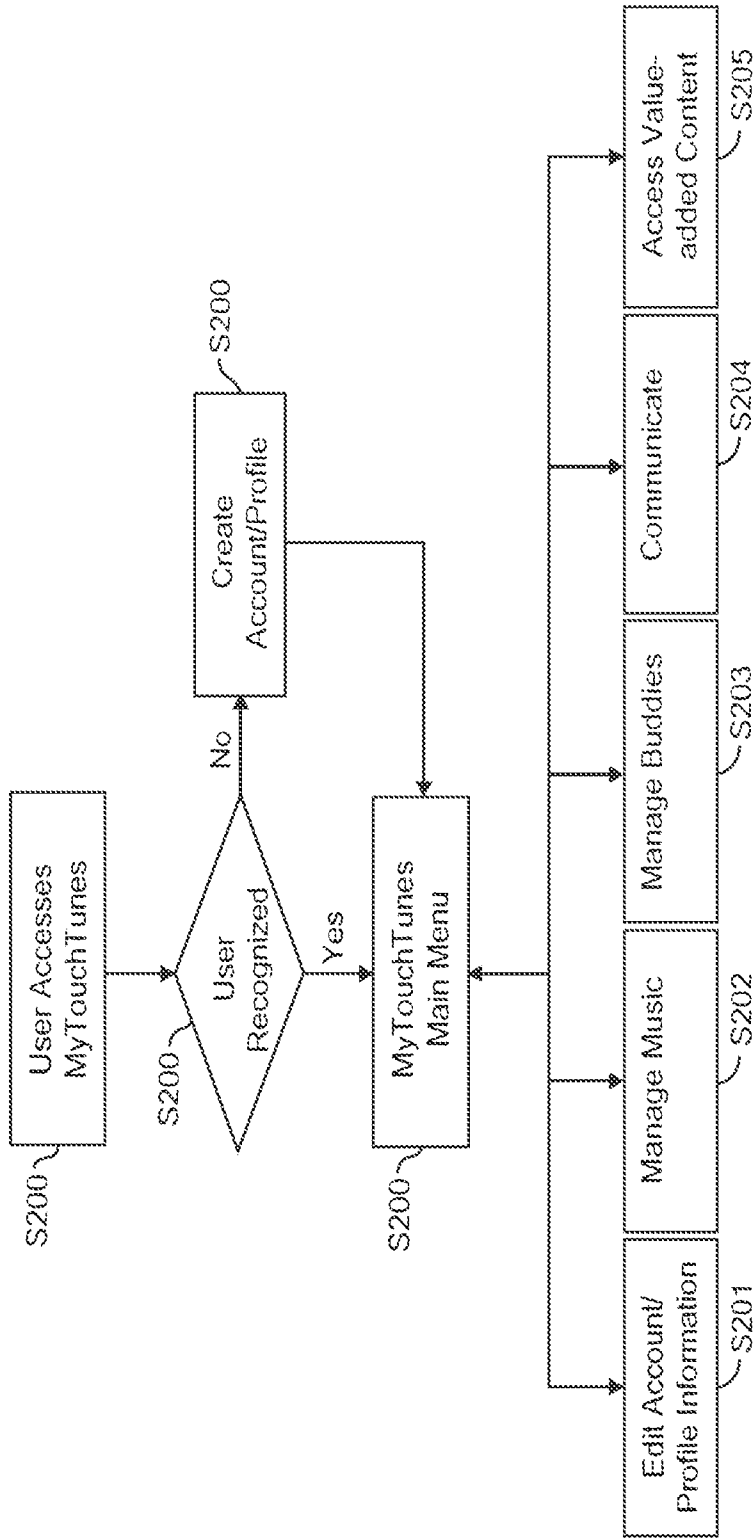 User Accesses
MyTouchTunes
S200
User
Recognized
S200
No
Yes
Create
Account/Profile
S200
MyTouchTunes
Main Menu
S200
Edit Account/
Profile Information
S201
Manage Music
S202
Manage Buddies
S203
Communicate
S204
Access Value-
added Content
S205